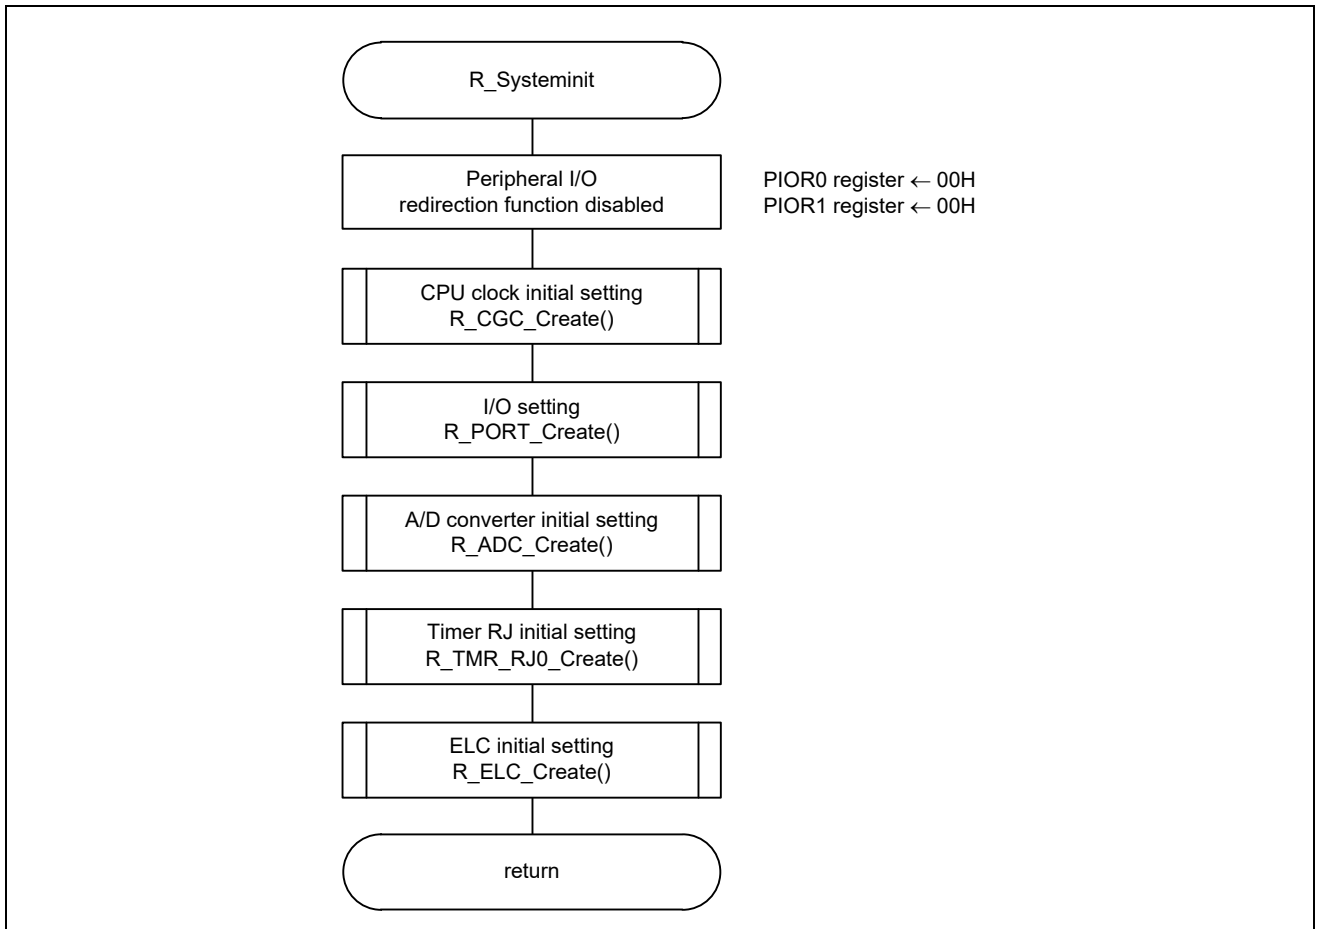 R_Systeminit
Peripheral I/O
redirection function disabled
PIOR0 register ← 00H
PIOR1 register ← 00H
CPU clock initial setting
R_CGC_Create()
I/O setting
R_PORT_Create()
A/D converter initial setting
R_ADC_Create()
Timer RJ initial setting
R_TMR_RJ0_Create()
ELC initial setting
R_ELC_Create()
return